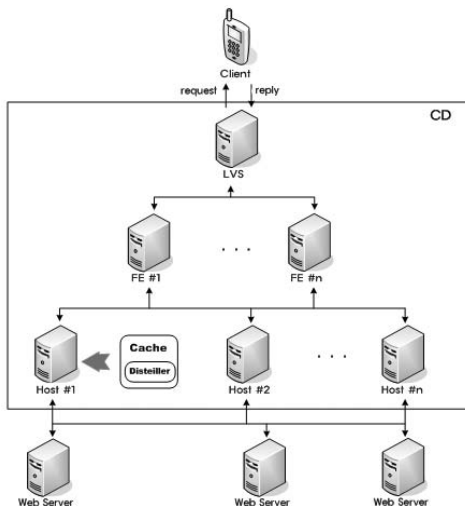 Client
request reply
CD
LVS
FE #1 . . . FE #n
Cache
Disteiller
Host #1 Host #2 . . . Host #n
Web Server Web Server Web Server